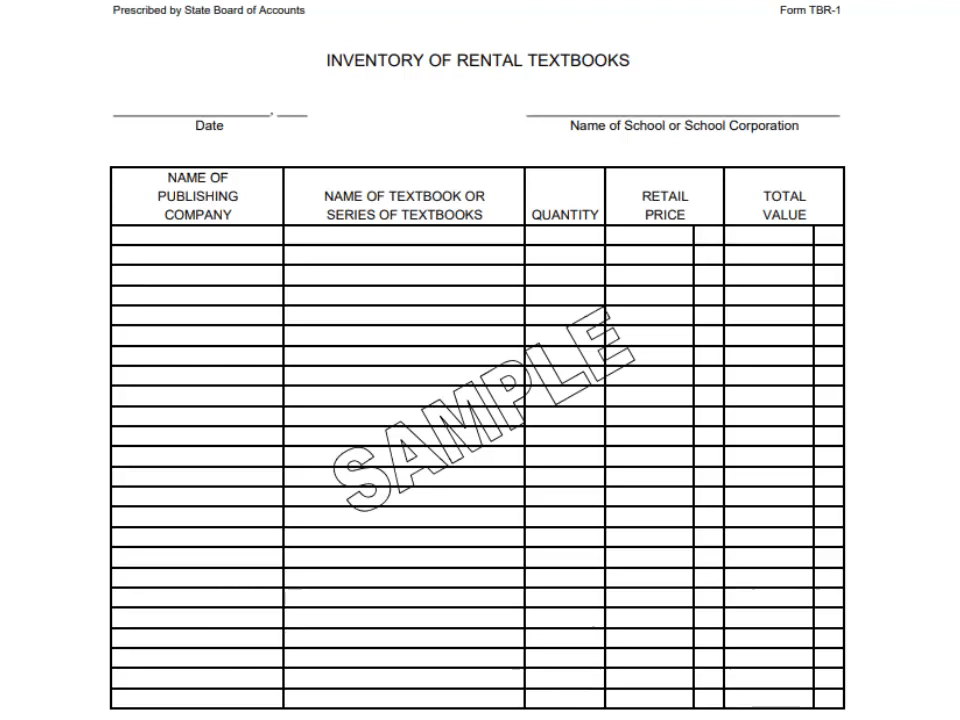 Prescribed by State Board of Accounts Form TBR-1
INVENTORY OF RENTAL TEXTBOOKS
Date Name of School or School Corporation
NAME OF
PUBLISHING
COMPANY
NAME OF TEXTBOOK OR
SERIES OF TEXTBOOKS
QUANTITY
RETAIL
PRICE
TOTAL
VALUE
SAMPLE